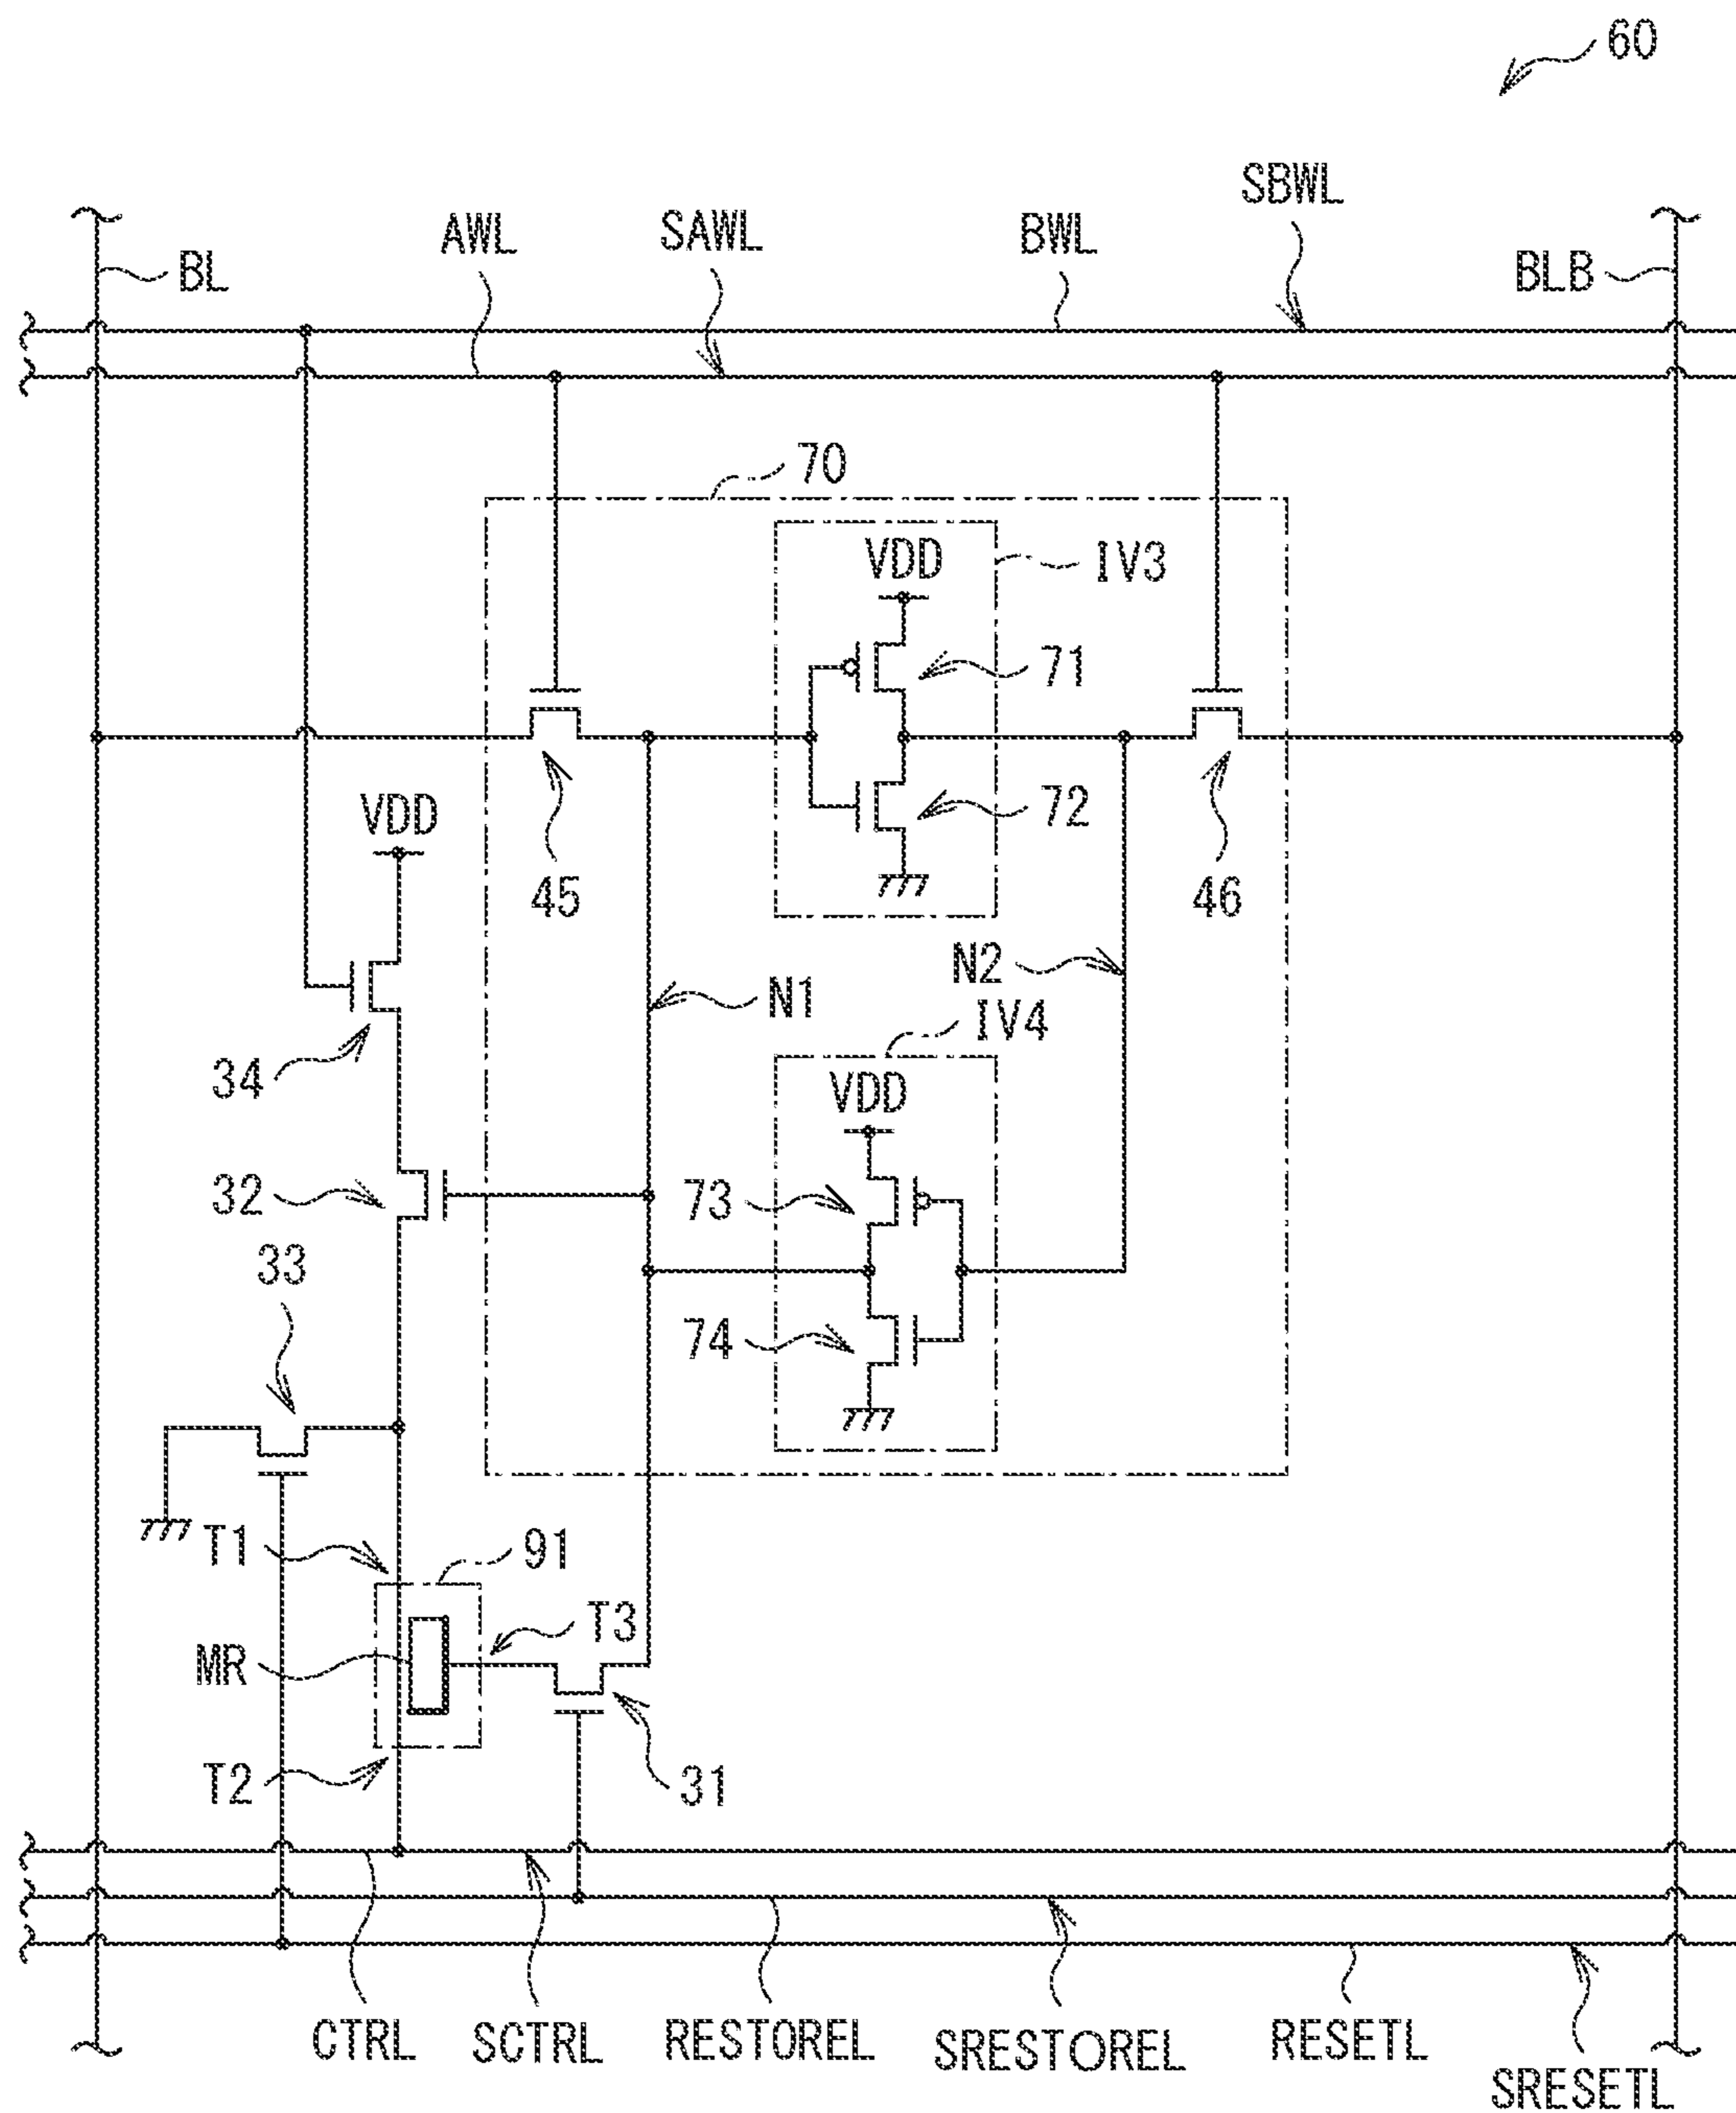 60
SBWL
AWL
SAWL
BWL
BL
BLB
70
VDD
IV3
71
VDD
72
45
46
N2
N1
IV4
34
VDD
32
73
33
74
T1
91
T3
MR
T2
31
CTRL
SCTRL
RESTOREL
SRESTOREL
RESETL
SRESETL